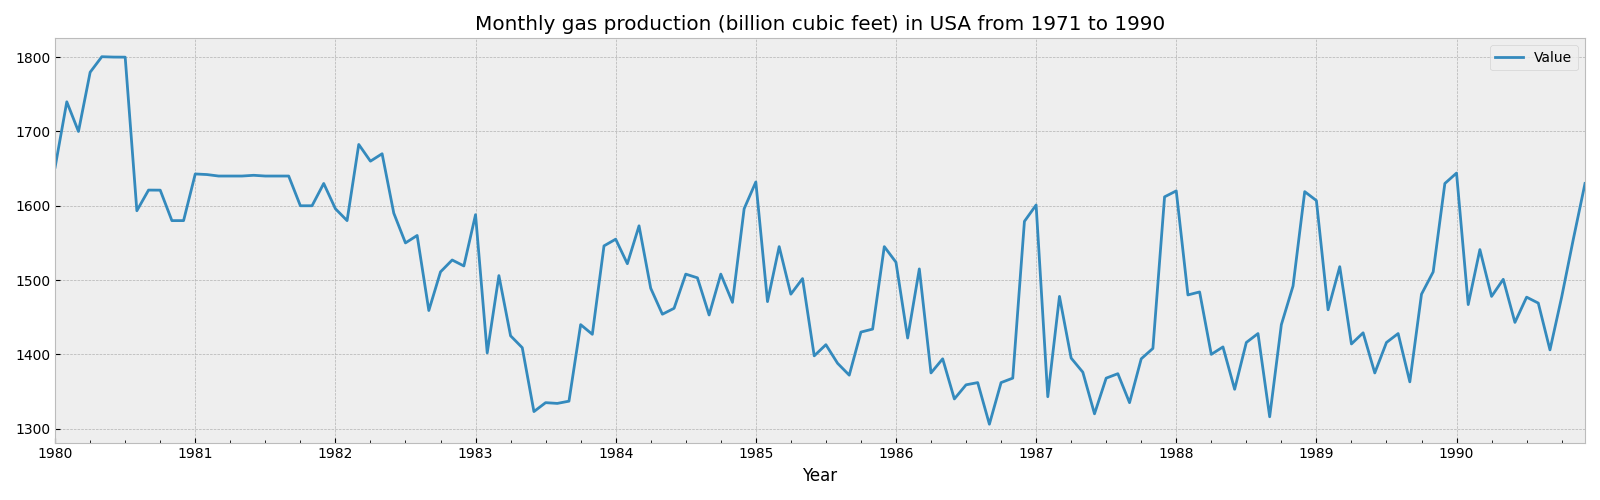 Monthly gas production (billion cubic feet) in USA from 1971 to 1990
Value
1800
1700
1600
1500
1400
1300
1980 1981 1982 1983 1984 1985 1986 1987 1988 1989 1990
Year